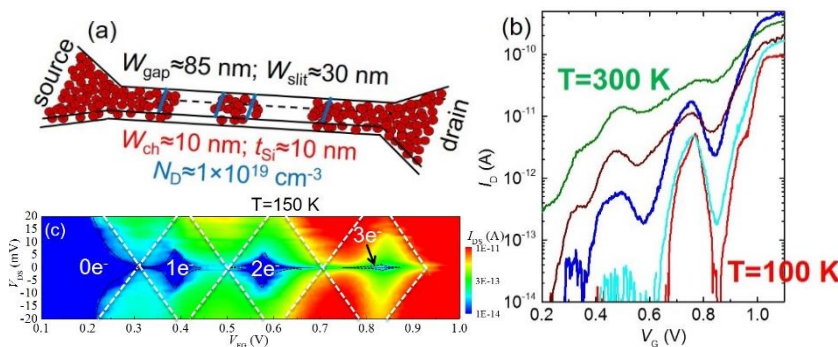 (a)
W_gap≈85 nm; W_slit≈30 nm
source
drain
W_ch≈10 nm; t_Si≈10 nm
N_D≈1×10^19 cm^-3
T=150 K
(c)
0e-
1e-
2e-
3e-
V_DS (mV)
20
15
10
5
0
-5
-10
-15
-20
0.1 0.2 0.3 0.4 0.5 0.6 0.7 0.8 0.9 1.0
V_FG (V)
I_DS (A)
1E-11
3E-13
1E-14
(b)
T=300 K
T=100 K
I_D (A)
10^-10
10^-11
10^-12
10^-13
10^-14
0.2 0.4 0.6 0.8 1.0
V_G (V)